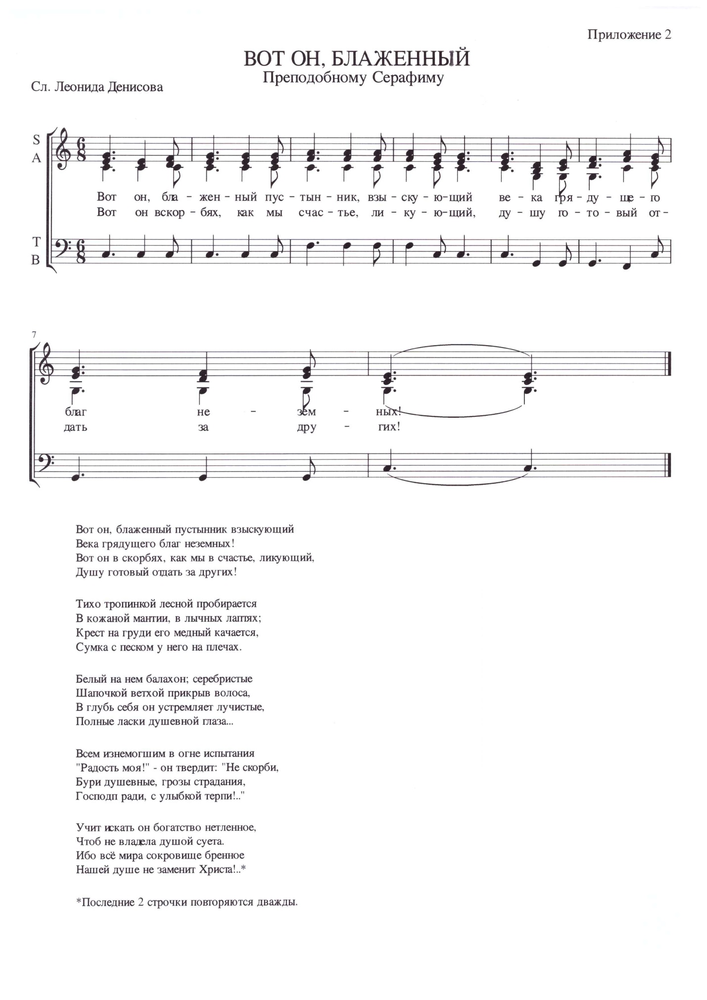 Приложение 2
ВОТ ОН, БЛАЖЕННЫЙ
Преподобному Серафиму
Сл. Леонида Денисова
S
A
6
8
Вот он, бла - жен - ный пус - тын - ник, взы - ску - ю-щий ве - ка гря - ду - ще - го
Вот он вскор - бях, как мы счас - тье, ли - ку - ю-щий, ду - шу го - то - вый от -
T
B
6
8
7
благ не - зем - ных!
дать за дру - гих!
Вот он, блаженный пустынник взыскующий
Века грядущего благ неземных!
Вот он в скорбях, как мы в счастье, ликующий,
Душу готовый отдать за других!
Тихо тропинкой лесной пробирается
В кожаной мантии, в лычных лаптях;
Крест на груди его медный качается,
Сумка с песком у него на плечах.
Белый на нем балахон; серебристые
Шапочкой ветхой прикрыв волоса,
В глубь себя он устремляет лучистые,
Полные ласки душевной глаза...
Всем изнемогшим в огне испытания
"Радость моя!" - он твердит: "Не скорби,
Бури душевные, грозы страдания,
Господп ради, с улыбкой терпи!.."
Учит искать он богатство нетленное,
Чтоб не владела душой суета.
Ибо всё мира сокровище бренное
Нашей душе не заменит Христа!..*
*Последние 2 строчки повторяются дважды.